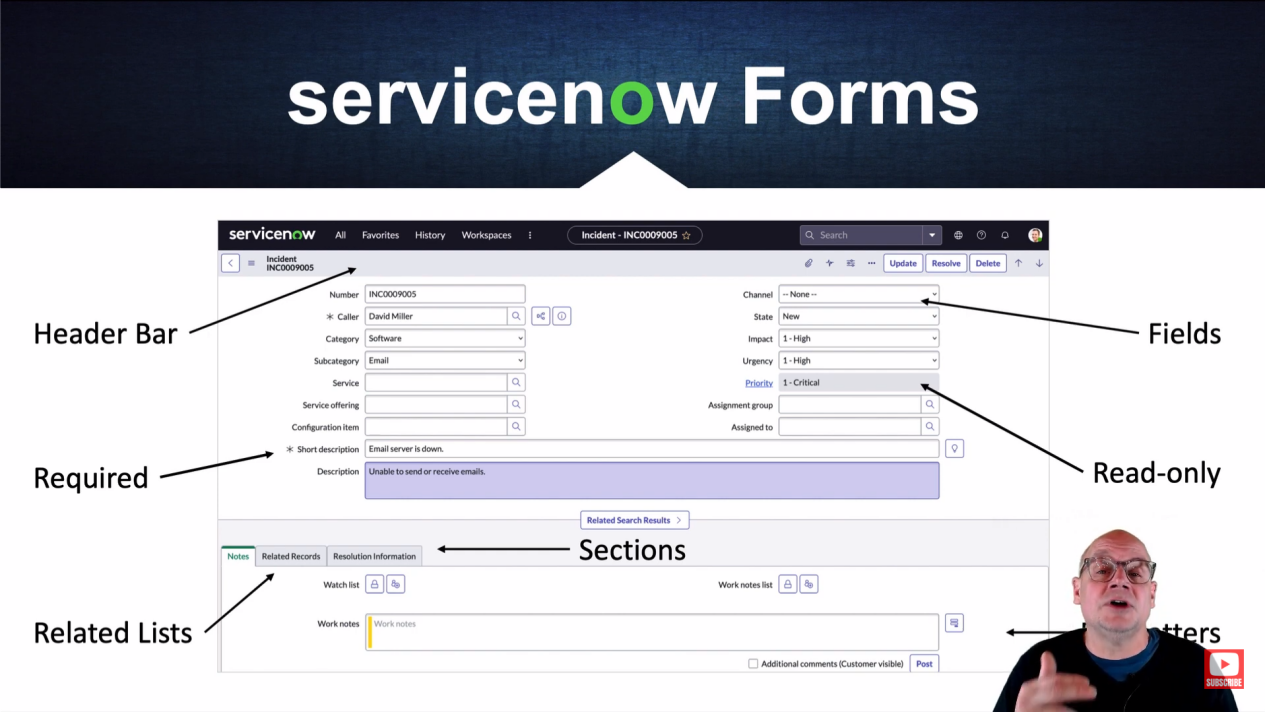 servicenow Forms
servicenow All Favorites History Workspaces Incident - INC0009005 Search
Incident
INC0009005
Update Resolve Delete
Header Bar
Fields
Required
Read-only
Sections
Related Lists
tters
Number INC0009005
Channel -- None --
Caller David Miller
State New
Category Software
Impact 1 - High
Subcategory Email
Urgency 1 - High
Service
Priority 1 - Critical
Service offering
Assignment group
Configuration item
Assigned to
Short description Email server is down.
Description Unable to send or receive emails.
Related Search Results
Notes Related Records Resolution Information
Watch list
Work notes list
Work notes Work notes
Additional comments (Customer visible) Post
SUBSCRIBE